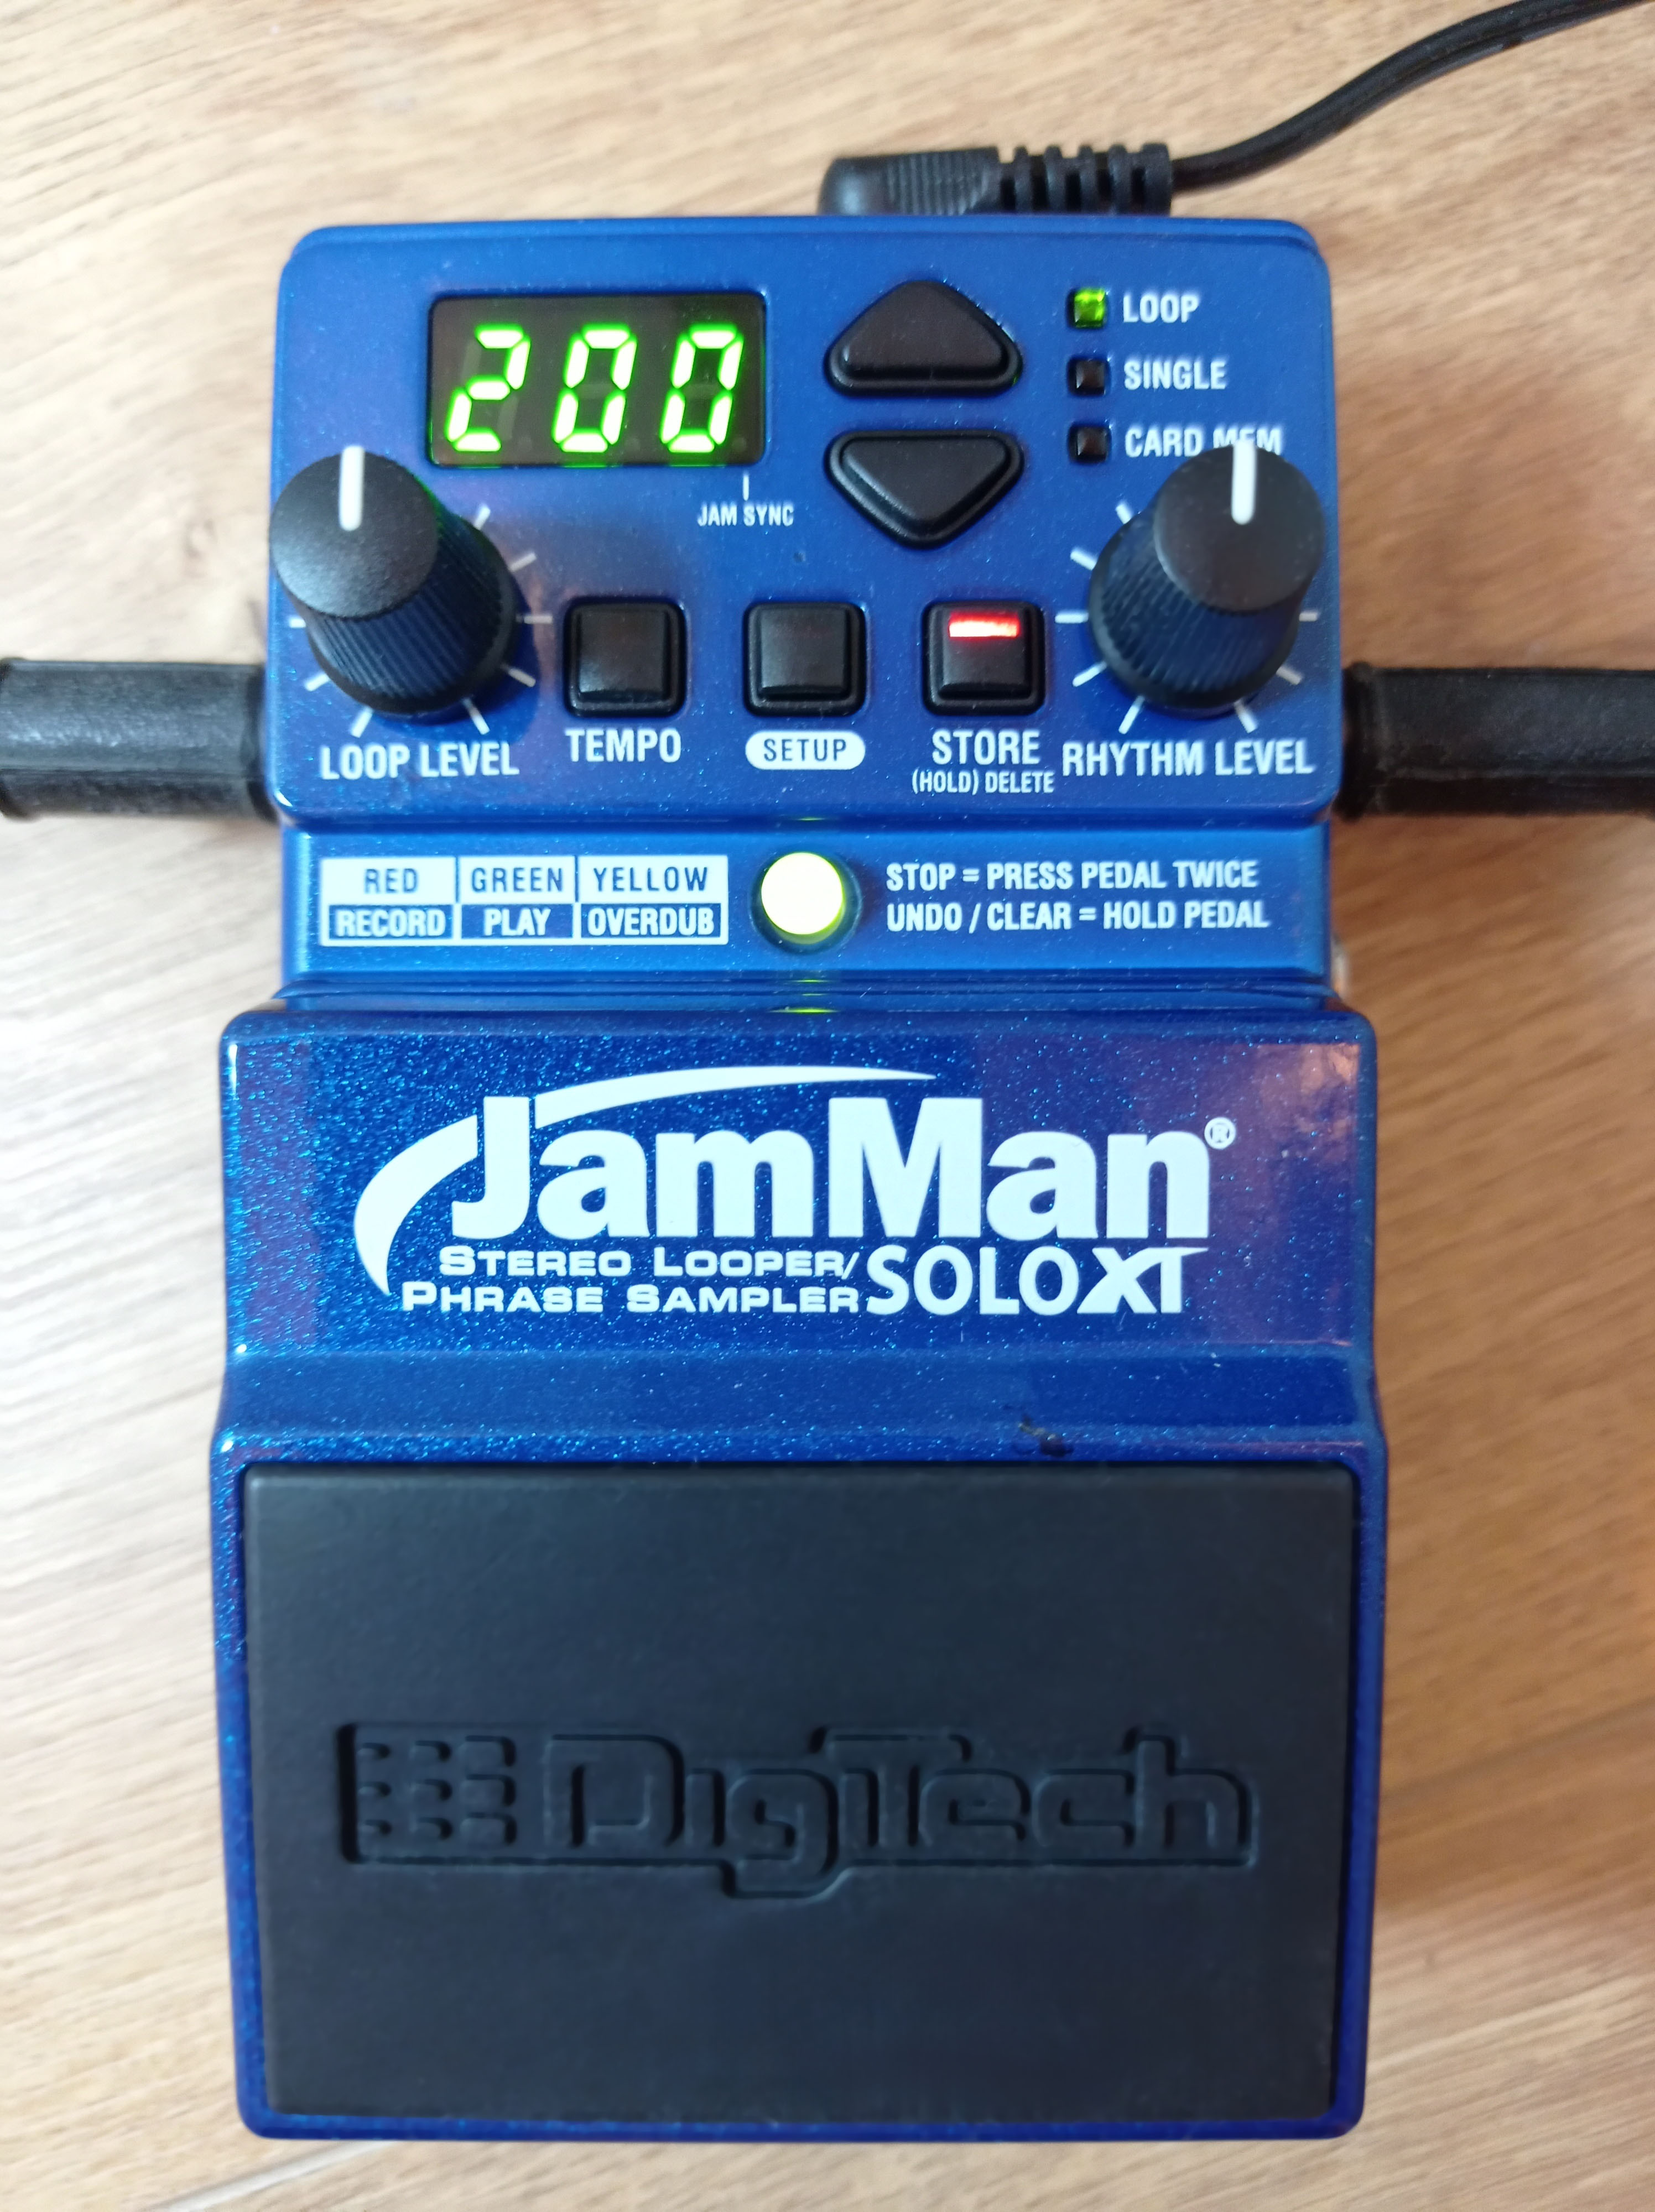 200
LOOP
SINGLE
CARD MEM
JAM SYNC
LOOP LEVEL
TEMPO
SETUP
STORE
(HOLD) DELETE
RHYTHM LEVEL
RED GREEN YELLOW
RECORD PLAY OVERDUB
STOP = PRESS PEDAL TWICE
UNDO / CLEAR = HOLD PEDAL
JamMan®
STEREO LOOPER/
PHRASE SAMPLER
SOLO XT
DigiTech